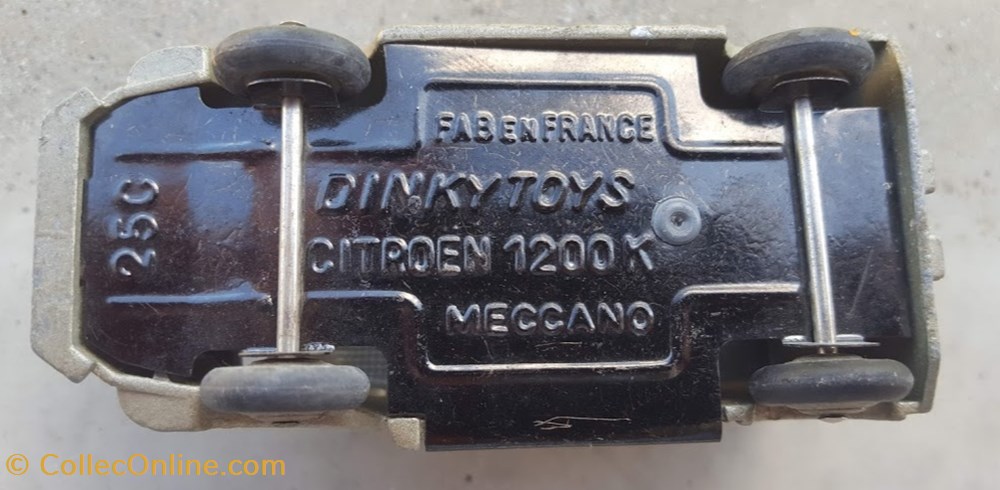 FAB EN FRANCE
DINKY TOYS
CITROEN 1200 K
MECCANO
25C
© CollecOnline.com